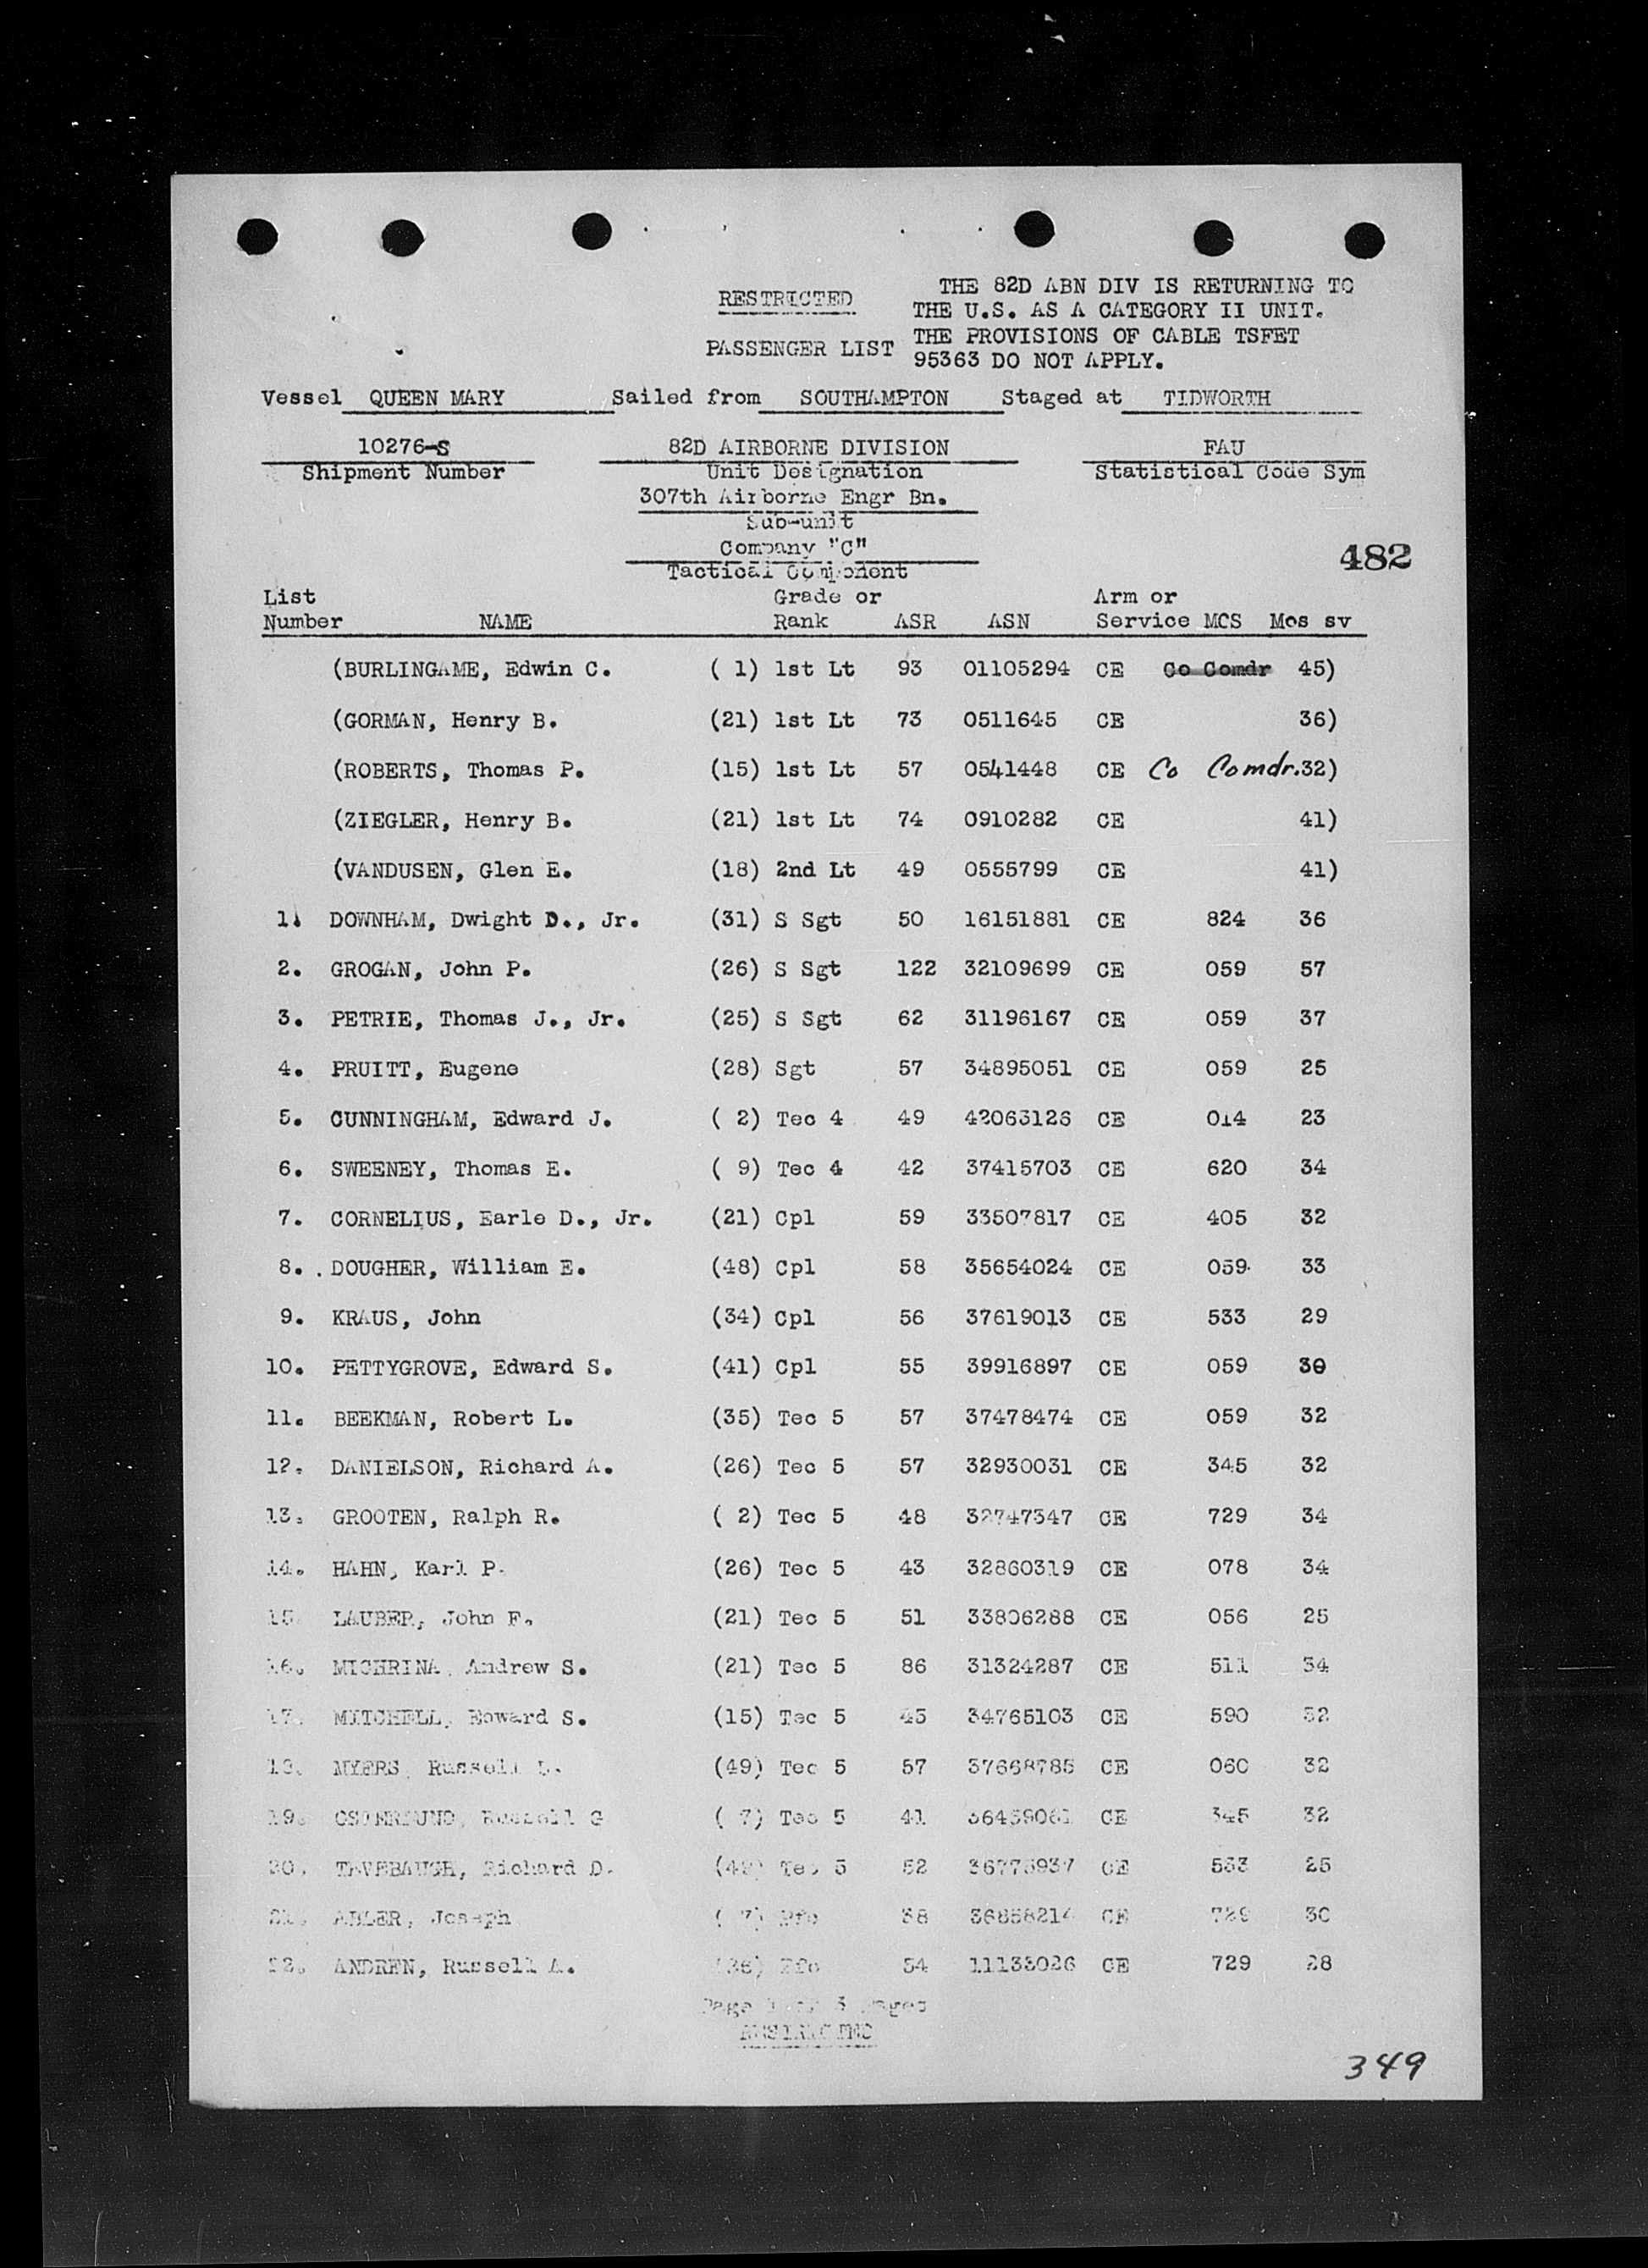 RESTRICTED
THE 82D ABN DIV IS RETURNING TO
THE U.S. AS A CATEGORY II UNIT.
PASSENGER LIST
THE PROVISIONS OF CABLE TSFET
95363 DO NOT APPLY.
Vessel QUEEN MARY Sailed from SOUTHAMPTON Staged at TIDWORTH
10276-S 82D AIRBORNE DIVISION FAU
Shipment Number Unit Designation Statistical Code Sym
307th Airborne Engr Bn.
Sub-unit
Company "C"
482
Tactical Component
List Grade or Arm or
Number NAME Rank ASR ASN Service MCS Mos sv
(BURLINGAME, Edwin C. ( 1) 1st Lt 93 01105294 CE Co Comdr 45)
(GORMAN, Henry B. (21) 1st Lt 73 0511645 CE 36)
(ROBERTS, Thomas P. (15) 1st Lt 57 0541448 CE Co Comdr. 32)
(ZIEGLER, Henry B. (21) 1st Lt 74 0910282 CE 41)
(VANDUSEN, Glen E. (18) 2nd Lt 49 0555799 CE 41)
1. DOWNHAM, Dwight D., Jr. (31) S Sgt 50 16151881 CE 824 36
2. GROGAN, John P. (26) S Sgt 122 32109699 CE 059 57
3. PETRIE, Thomas J., Jr. (25) S Sgt 62 31196167 CE 059 37
4. PRUITT, Eugene (28) Sgt 57 34895051 CE 059 25
5. CUNNINGHAM, Edward J. ( 2) Tec 4 49 42063126 CE 014 23
6. SWEENEY, Thomas E. ( 9) Tec 4 42 37415703 CE 620 34
7. CORNELIUS, Earle D., Jr. (21) Cpl 59 33507817 CE 405 32
8. DOUGHER, William E. (48) Cpl 58 35654024 CE 059 33
9. KRAUS, John (34) Cpl 56 37619013 CE 533 29
10. PETTYGROVE, Edward S. (41) Cpl 55 39916897 CE 059 30
11. BEEKMAN, Robert L. (35) Tec 5 57 37478474 CE 059 32
12. DANIELSON, Richard A. (26) Tec 5 57 32930031 CE 345 32
13. GROOTEN, Ralph R. ( 2) Tec 5 48 32747347 CE 729 34
14. HAHN, Karl P. (26) Tec 5 43 32860319 CE 078 34
15. LAUBER, John F. (21) Tec 5 51 33806288 CE 056 25
16. MICHRINA, Andrew S. (21) Tec 5 86 31324287 CE 511 34
17. MITCHELL, Howard S. (15) Tec 5 45 34765103 CE 590 32
18. MYERS, Russell (49) Tec 5 57 37668785 CE 060 32
19. Russell G ( 7) Tec 5 41 CE 345 32
20. Richard D. Tec 5 52 CE 533 25
21. Joseph ( 7) Pfc 38 36858214 CE 729 30
22. ANDREN, Russell A. (36) Pfc 54 11133026 CE 729 28
Page Pages
RESTRICTED
349